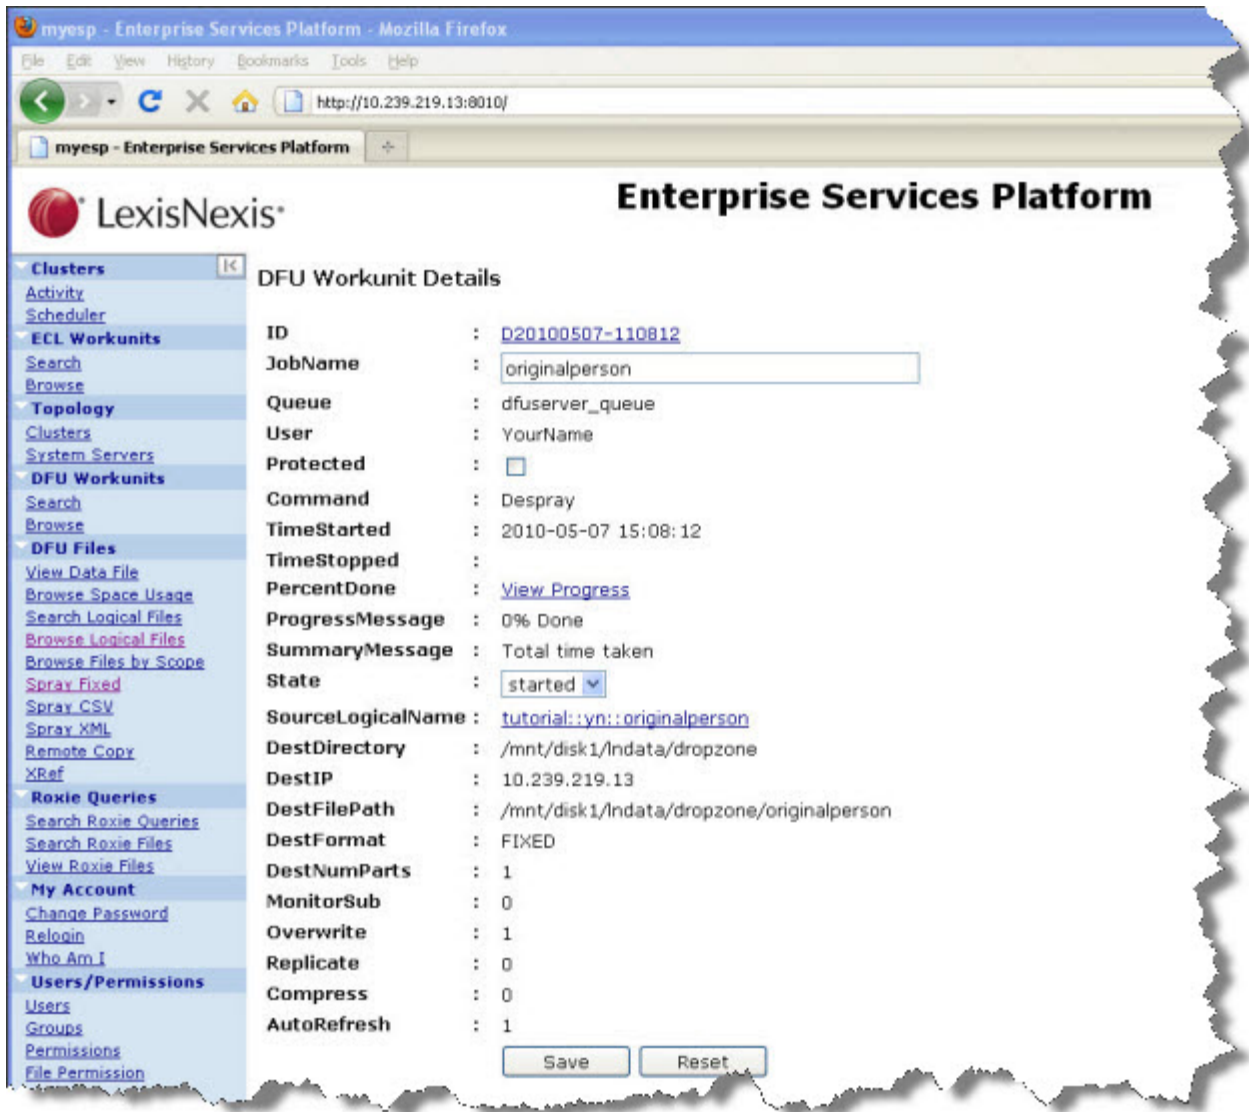 myesp - Enterprise Services Platform - Mozilla Firefox
File Edit View History Bookmarks Tools Help
http://10.239.219.13:8010/
myesp - Enterprise Services Platform
LexisNexis
Enterprise Services Platform
Clusters
Activity
Scheduler
ECL Workunits
Search
Browse
Topology
Clusters
System Servers
DFU Workunits
Search
Browse
DFU Files
View Data File
Browse Space Usage
Search Logical Files
Browse Logical Files
Browse Files by Scope
Spray Fixed
Spray CSV
Spray XML
Remote Copy
XRef
Roxie Queries
Search Roxie Queries
Search Roxie Files
View Roxie Files
My Account
Change Password
Relogin
Who Am I
Users/Permissions
Users
Groups
Permissions
File Permission
DFU Workunit Details
ID : D20100507-110812
JobName : originalperson
Queue : dfuserver_queue
User : YourName
Protected :
Command : Despray
TimeStarted : 2010-05-07 15:08:12
TimeStopped :
PercentDone : View Progress
ProgressMessage : 0% Done
SummaryMessage : Total time taken
State : started
SourceLogicalName : tutorial::yn::originalperson
DestDirectory : /mnt/disk1/lndata/dropzone
DestIP : 10.239.219.13
DestFilePath : /mnt/disk1/lndata/dropzone/originalperson
DestFormat : FIXED
DestNumParts : 1
MonitorSub : 0
Overwrite : 1
Replicate : 0
Compress : 0
AutoRefresh : 1
Save Reset